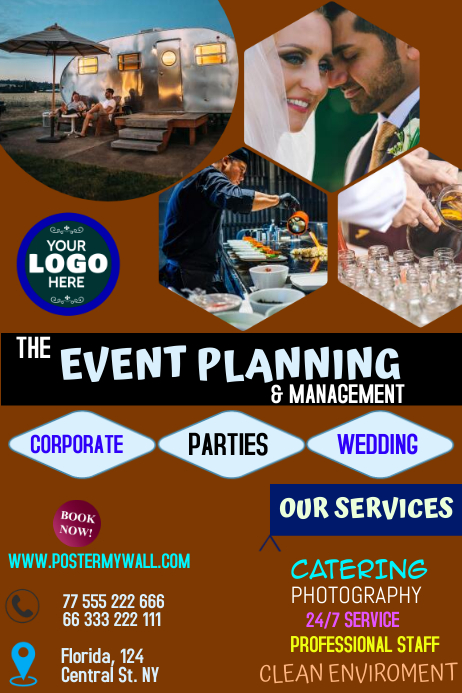 YOUR
LOGO
HERE
THE
EVENT PLANNING
& MANAGEMENT
CORPORATE
PARTIES
WEDDING
OUR SERVICES
BOOK
NOW!
WWW.POSTERMYWALL.COM
CATERING
PHOTOGRAPHY
24/7 SERVICE
PROFESSIONAL STAFF
CLEAN ENVIROMENT
77 555 222 666
66 333 222 111
Florida, 124
Central St. NY